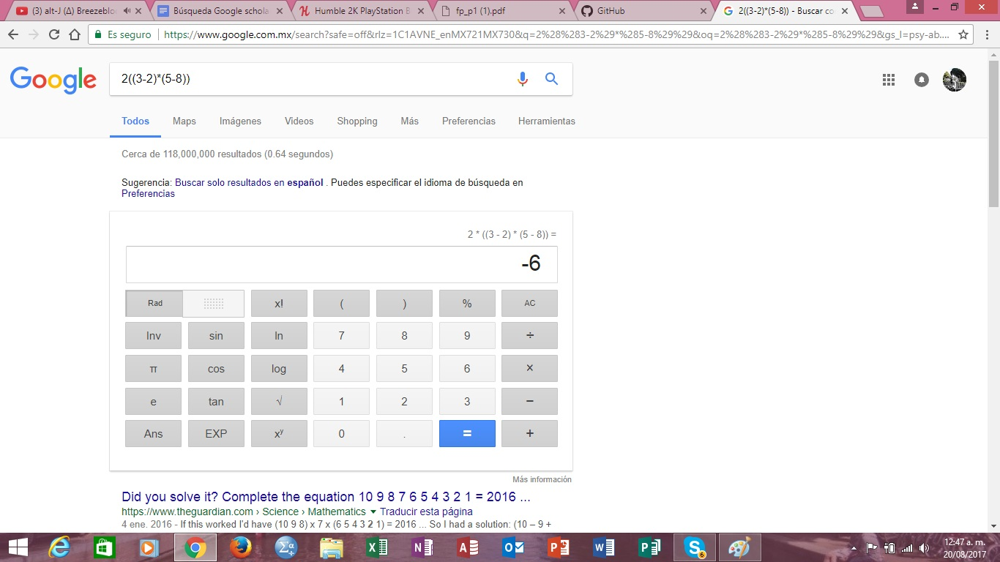 (3) alt-J (Δ) Breezebloc
Búsqueda Google schola
Humble 2K PlayStation B
fp_p1 (1).pdf
GitHub
2((3-2)*(5-8)) - Buscar co
Es seguro
https://www.google.com.mx/search?safe=off&rlz=1C1AVNE_enMX721MX730&q=2%28%283-2%29*%285-8%29%29&oq=2%28%283-2%29*%285-8%29%29&gs_l=psy-ab....
Google
2((3-2)*(5-8))
Todos Maps Imágenes Videos Shopping Más Preferencias Herramientas
Cerca de 118,000,000 resultados (0.64 segundos)
Sugerencia: Buscar solo resultados en español . Puedes especificar el idioma de búsqueda en
Preferencias
2 * ((3 - 2) * (5 - 8)) =
-6
Rad x! ( ) % AC
Inv sin ln 7 8 9 ÷
π cos log 4 5 6 ×
e tan √ 1 2 3 −
Ans EXP xʸ 0 . = +
Más información
Did you solve it? Complete the equation 10 9 8 7 6 5 4 3 2 1 = 2016 ...
https://www.theguardian.com › Science › Mathematics ▾ Traducir esta página
4 ene. 2016 - If this worked I'd have (10 9 8) x 7 x (6 5 4 3 2 1) = 2016 ... So I had a solution: (10 – 9 +
12:47 a. m.
20/08/2017